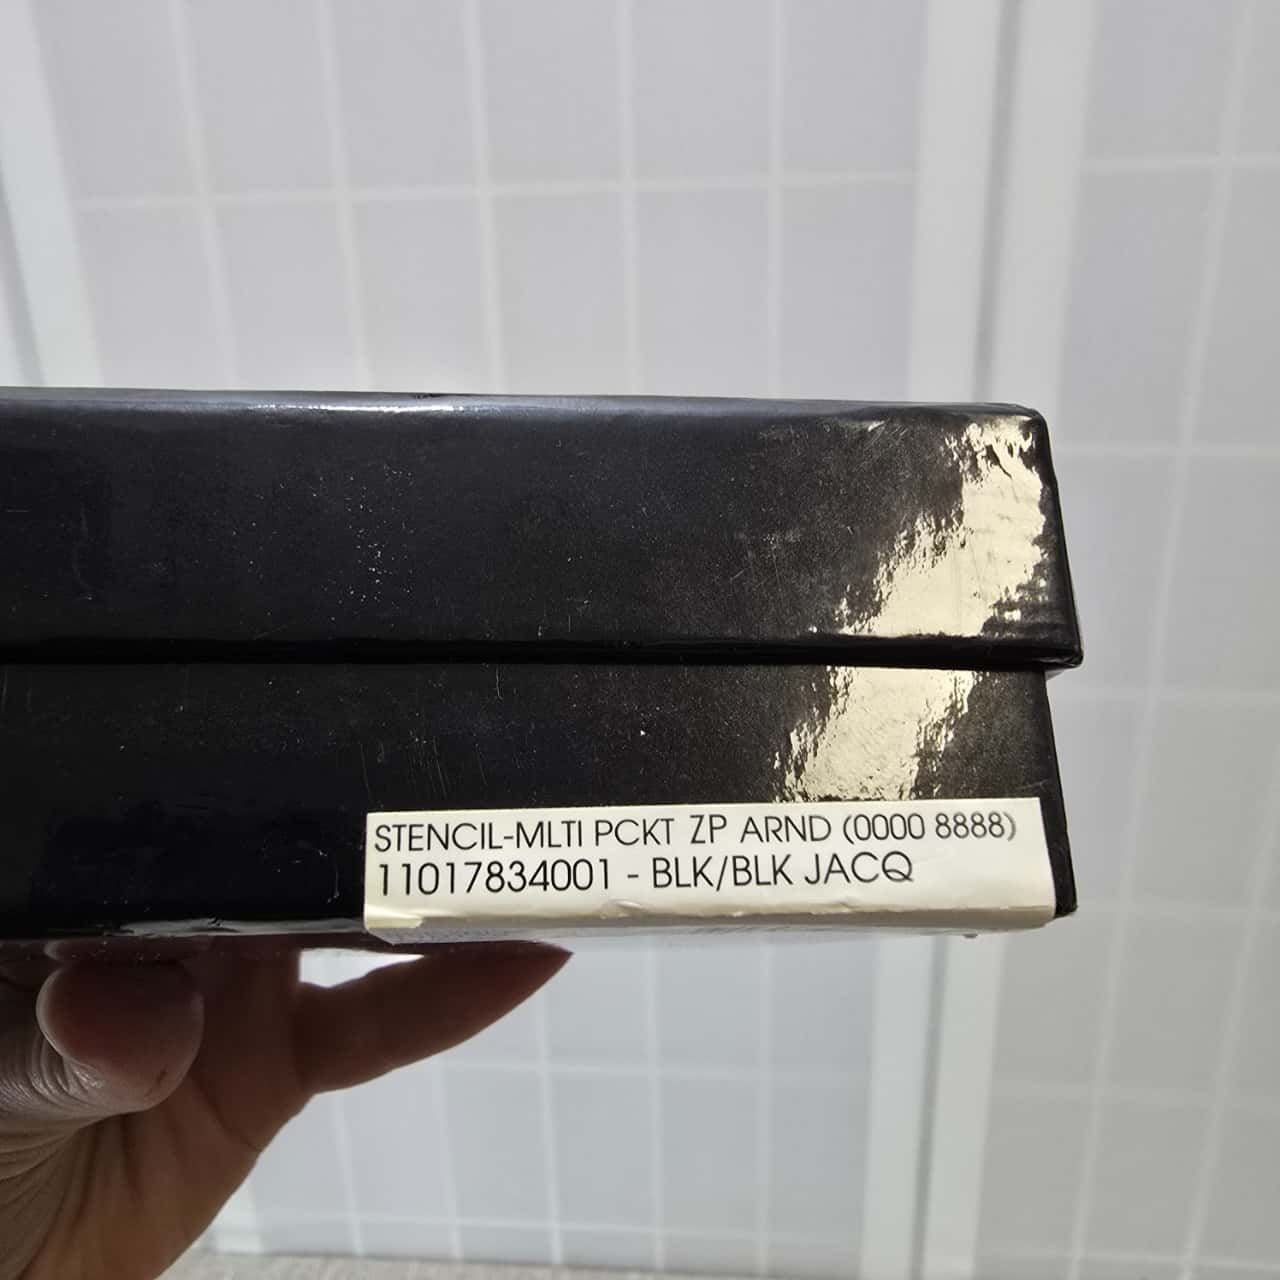 STENCIL-MLTI PCKT ZP ARND (0000 8888)
11017834001 - BLK/BLK JACQ